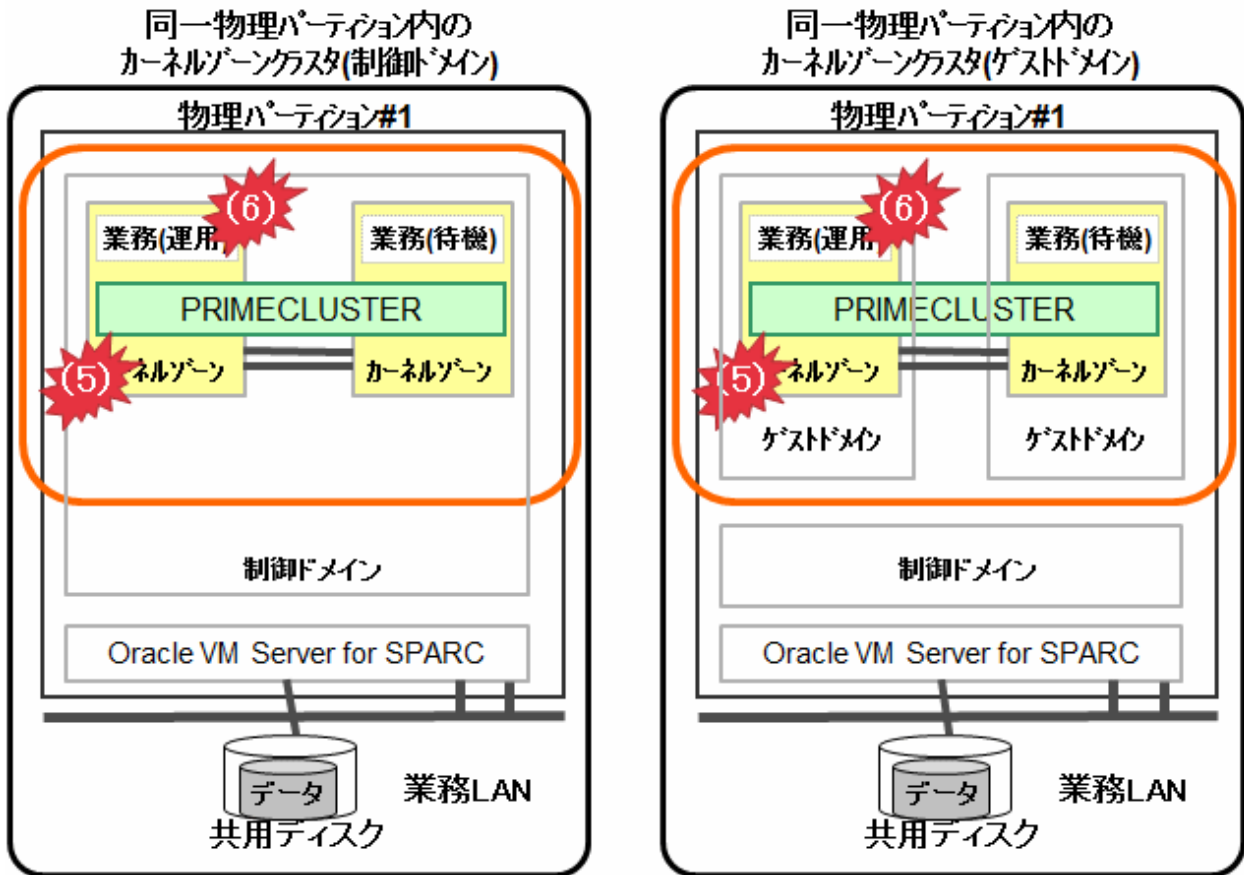 同一物理パーティション内の
カーネルゾーンクラスタ(制御ドメイン)
物理パーティション#1
(6)
業務(運用
業務(待機)
PRIMECLUSTER
(5)
ネルゾーン
カーネルゾーン
制御ドメイン
Oracle VM Server for SPARC
データ
業務LAN
共用ディスク
同一物理パーティション内の
カーネルゾーンクラスタ(ゲストドメイン)
物理パーティション#1
(6)
業務(運用
業務(待機)
PRIMECLUSTER
(5)
ネルゾーン
カーネルゾーン
ゲストドメイン
ゲストドメイン
制御ドメイン
Oracle VM Server for SPARC
データ
業務LAN
共用ディスク